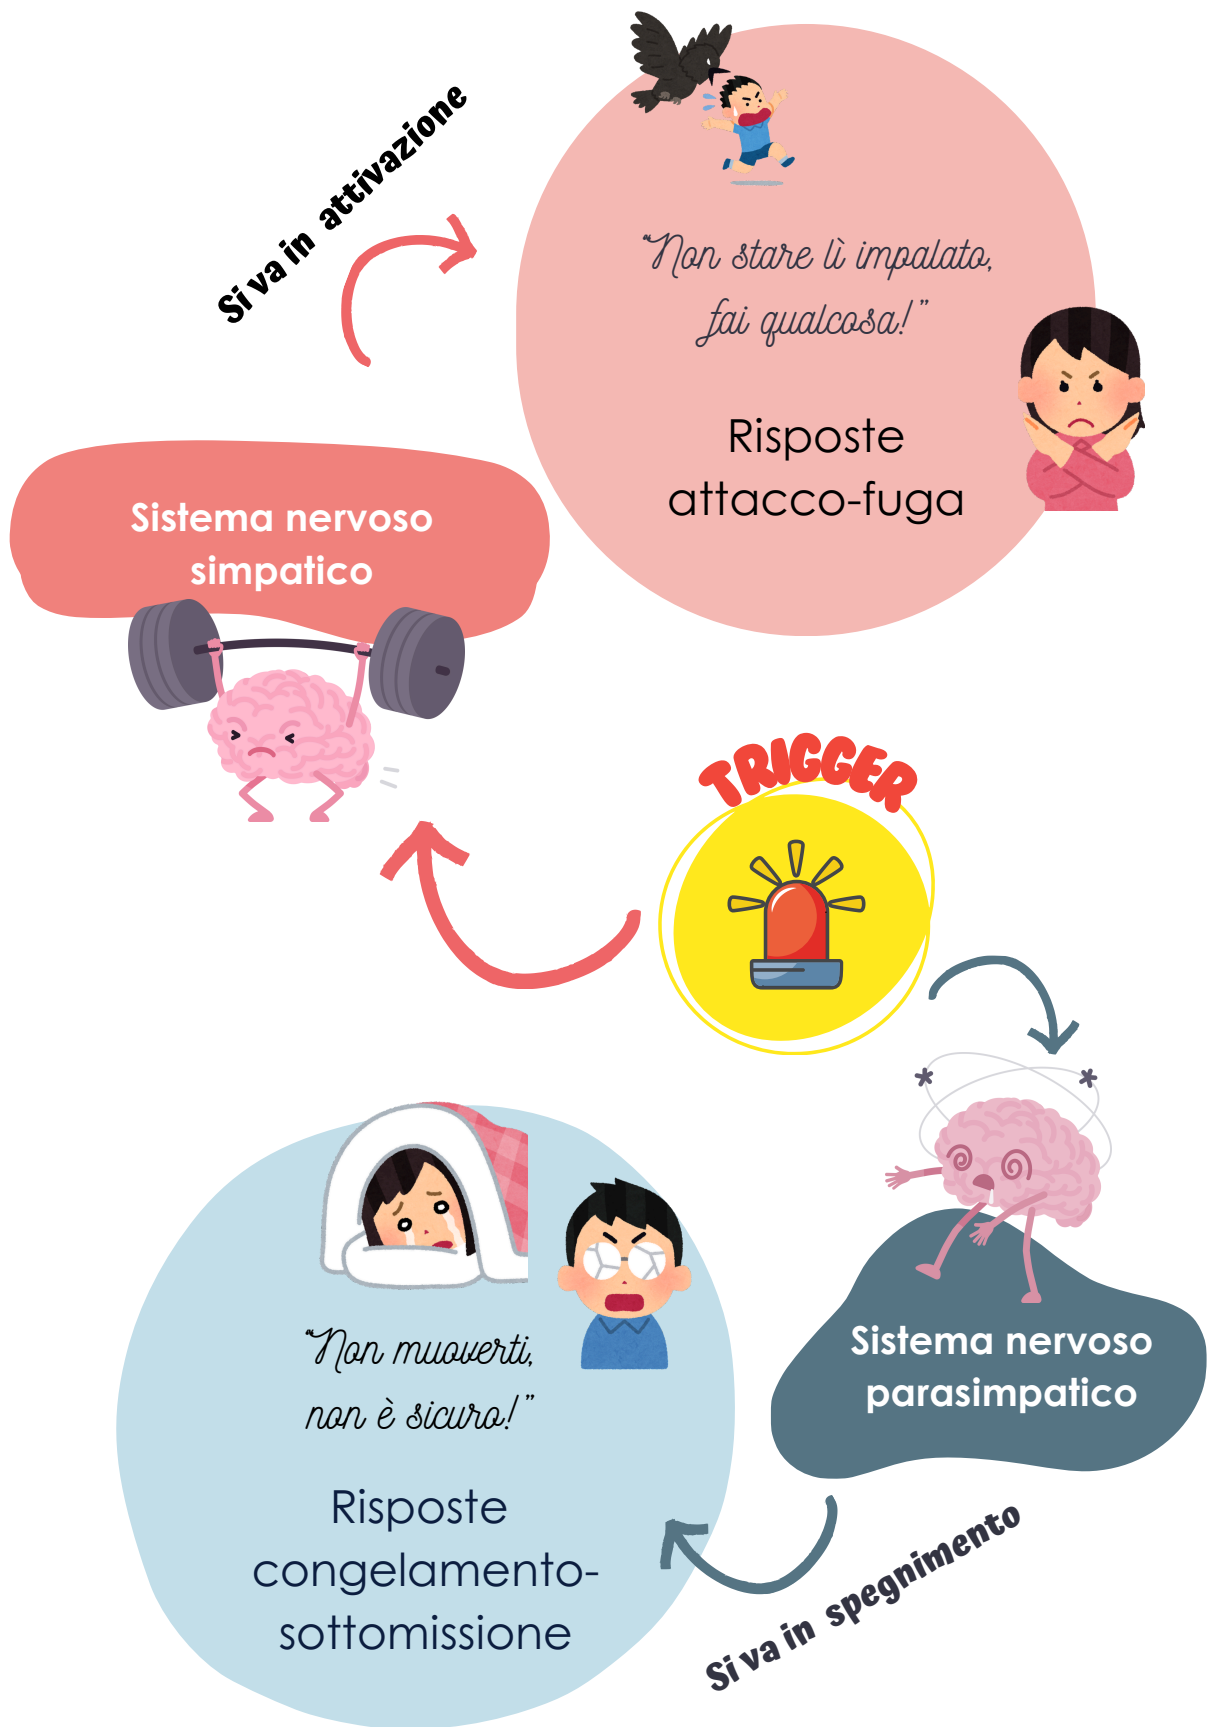 Si va in attivazione
“Non stare lì impalato,
fai qualcosa!”
Risposte
attacco-fuga
Sistema nervoso
simpatico
TRIGGER
“Non muoverti,
non è sicuro!”
Sistema nervoso
parasimpatico
Risposte
congelamento-
sottomissione
Si va in spegnimento